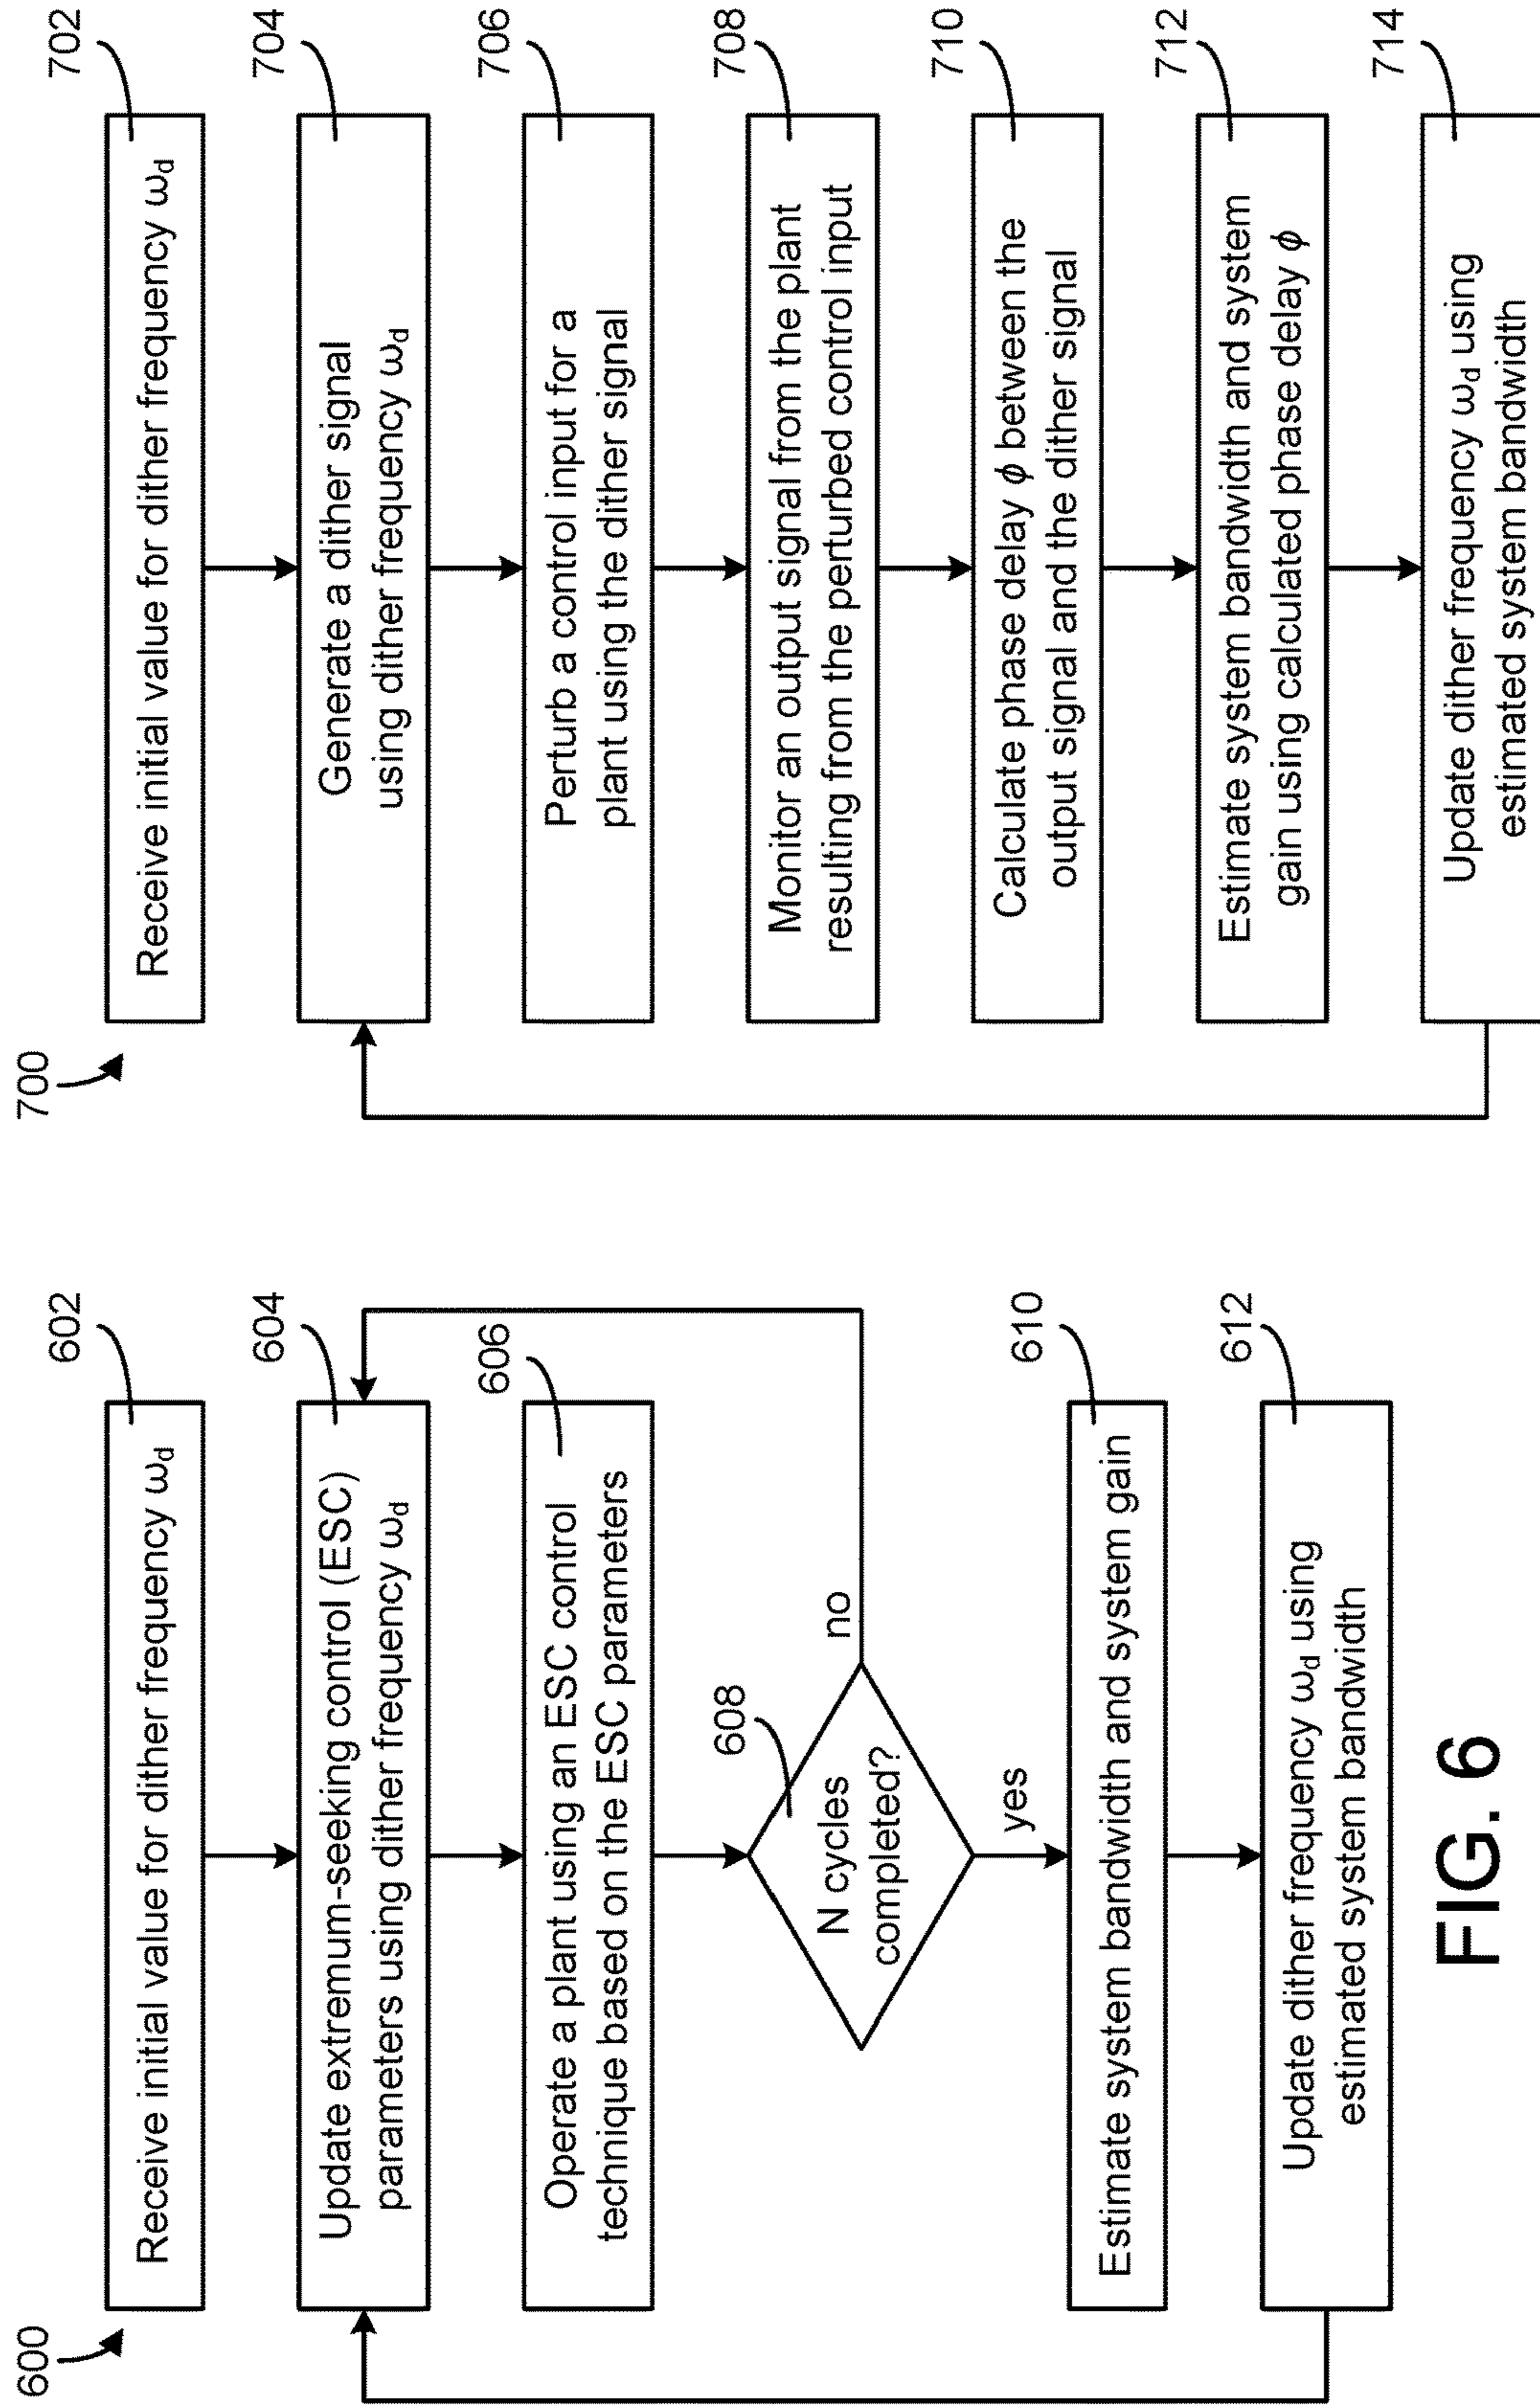 600
Receive initial value for dither frequency ωd
602
Update extremum-seeking control (ESC)
parameters using dither frequency ωd
604
Operate a plant using an ESC control
technique based on the ESC parameters
606
N cycles
completed?
608
no
yes
Estimate system bandwidth and system gain
610
Update dither frequency ωd using
estimated system bandwidth
612
FIG. 6
700
Receive initial value for dither frequency ωd
702
Generate a dither signal
using dither frequency ωd
704
Perturb a control input for a
plant using the dither signal
706
Monitor an output signal from the plant
resulting from the perturbed control input
708
Calculate phase delay ϕ between the
output signal and the dither signal
710
Estimate system bandwidth and system
gain using calculated phase delay ϕ
712
Update dither frequency ωd using
estimated system bandwidth
714